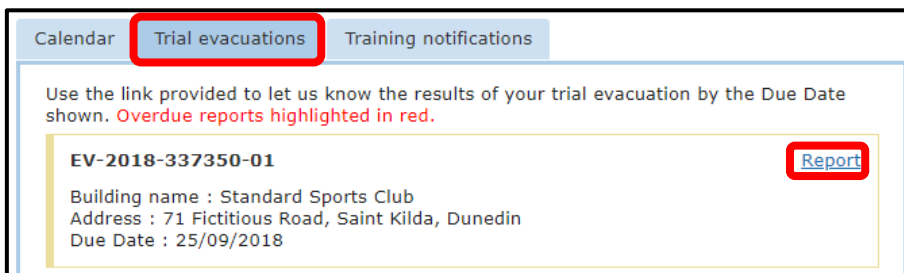 Calendar Trial evacuations Training notifications
Use the link provided to let us know the results of your trial evacuation by the Due Date
shown. Overdue reports highlighted in red.
EV-2018-337350-01 Report
Building name : Standard Sports Club
Address : 71 Fictitious Road, Saint Kilda, Dunedin
Due Date : 25/09/2018